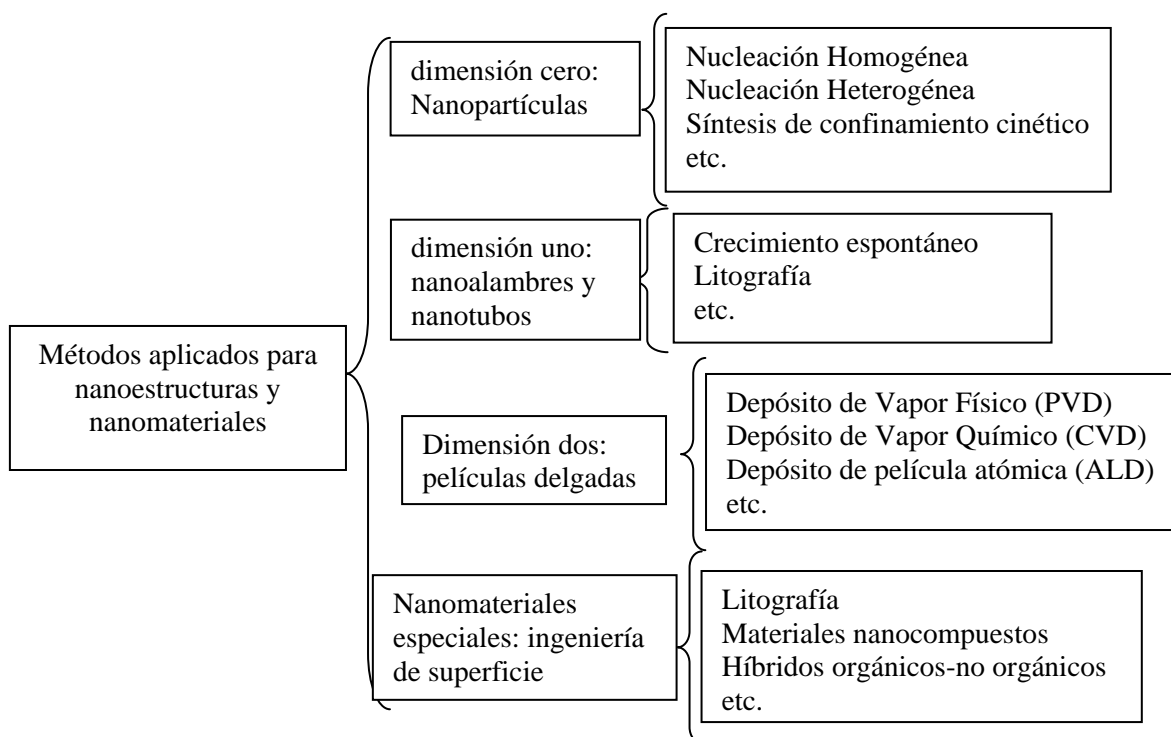 Métodos aplicados para
nanoestructuras y
nanomateriales
dimensión cero:
Nanopartículas
Nucleación Homogénea
Nucleación Heterogénea
Síntesis de confinamiento cinético
etc.
dimensión uno:
nanoalambres y
nanotubos
Crecimiento espontáneo
Litografía
etc.
Dimensión dos:
películas delgadas
Depósito de Vapor Físico (PVD)
Depósito de Vapor Químico (CVD)
Depósito de película atómica (ALD)
etc.
Nanomateriales
especiales: ingeniería
de superficie
Litografía
Materiales nanocompuestos
Híbridos orgánicos-no orgánicos
etc.